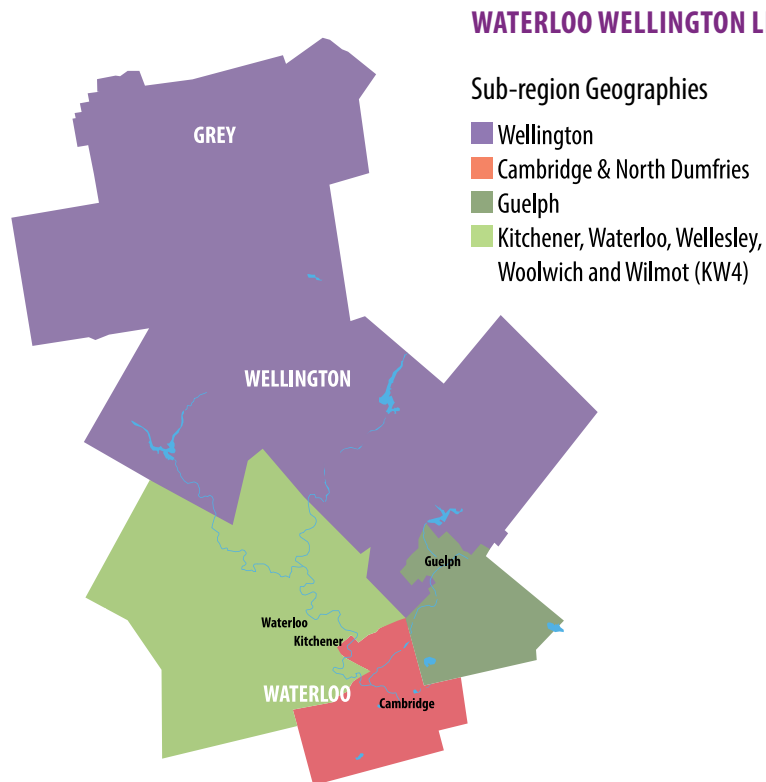 WATERLOO WELLINGTON L
Sub-region Geographies
Wellington
Cambridge & North Dumfries
Guelph
Kitchener, Waterloo, Wellesley,
Woolwich and Wilmot (KW4)
GREY
WELLINGTON
Guelph
Waterloo
Kitchener
WATERLOO
Cambridge